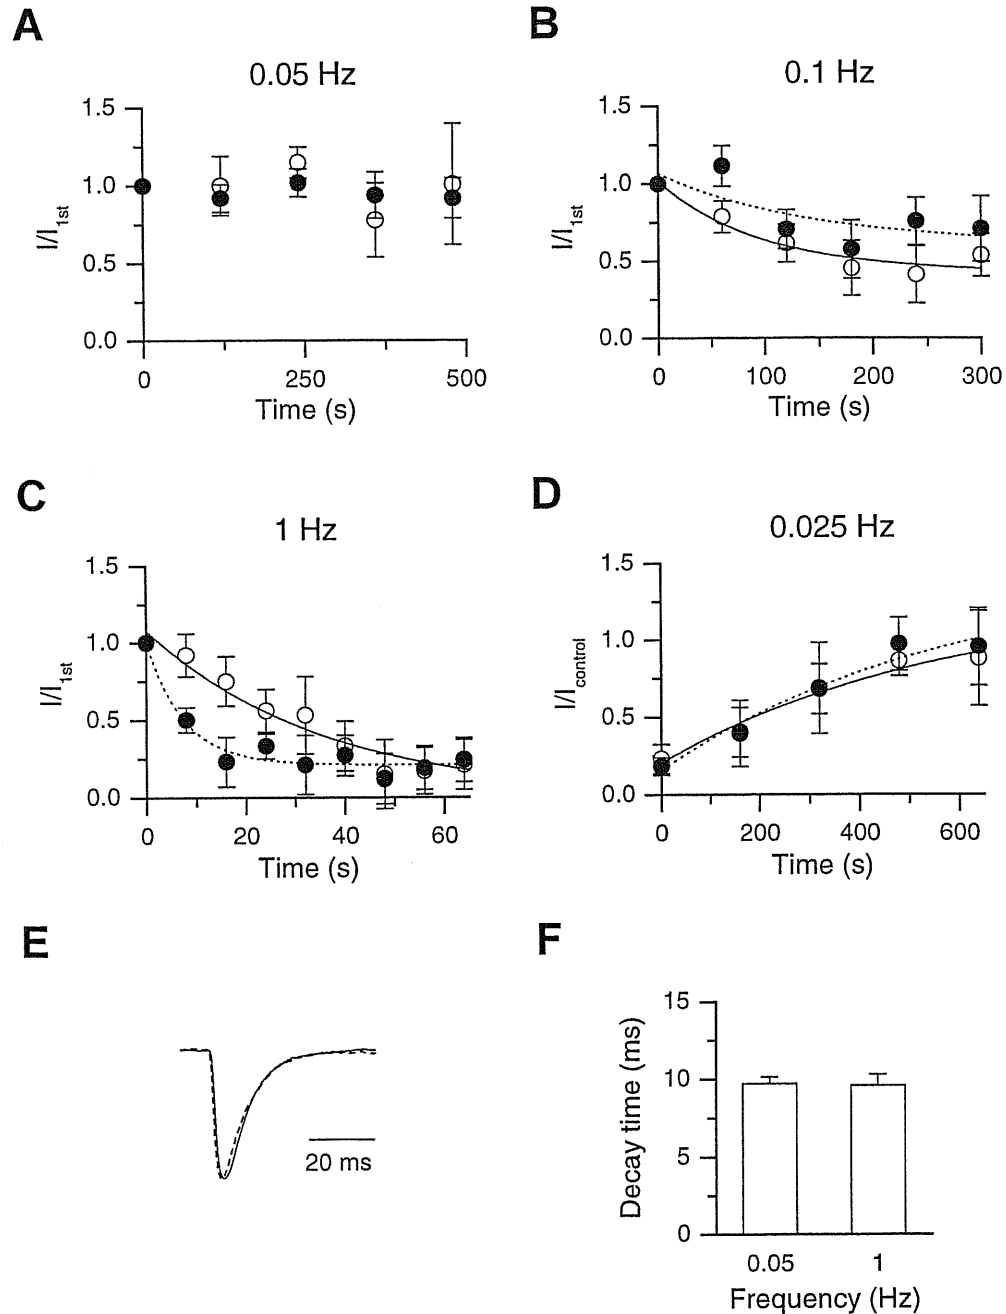 A
B
0.05 Hz
0.1 Hz
1.5
1.0
0.5
0.0
I/I1st
0
250
500
Time (s)
1.5
1.0
0.5
0.0
I/I1st
0
100
200
300
Time (s)
C
D
1 Hz
0.025 Hz
1.5
1.0
0.5
0.0
I/I1st
0
20
40
60
Time (s)
1.5
1.0
0.5
0.0
I/Icontrol
0
200
400
600
Time (s)
E
F
20 ms
15
10
5
0
Decay time (ms)
0.05
1
Frequency (Hz)